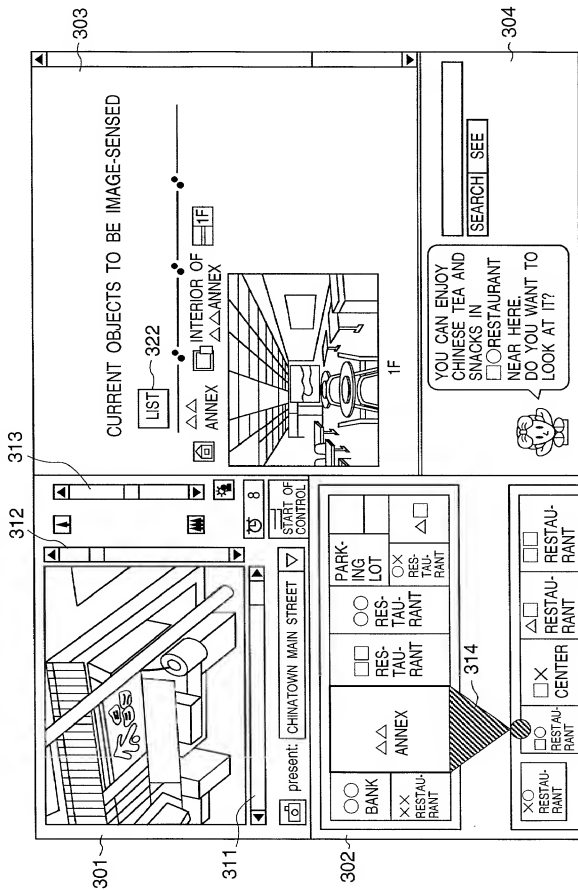 301
311
312
313
present:
CHINATOWN MAIN STREET
8
START OF
CONTROL
302
○○
BANK
××
RESTAU-
RANT
△△
ANNEX
□□
RES-
TAU-
RANT
○○
RES-
TAU-
RANT
PARK-
ING
LOT
○×
RES-
TAU-
RANT
△□
314
×○
RESTAU-
RANT
□○
RESTAU-
RANT
□×
CENTER
△□
RESTAU-
RANT
□□
RESTAU-
RANT
303
CURRENT OBJECTS TO BE IMAGE-SENSED
LIST
322
△△
ANNEX
INTERIOR OF
△△ANNEX
1F
1F
304
YOU CAN ENJOY
CHINESE TEA AND
SNACKS IN
□○RESTAURANT
NEAR HERE.
DO YOU WANT TO
LOOK AT IT?
SEARCH
SEE